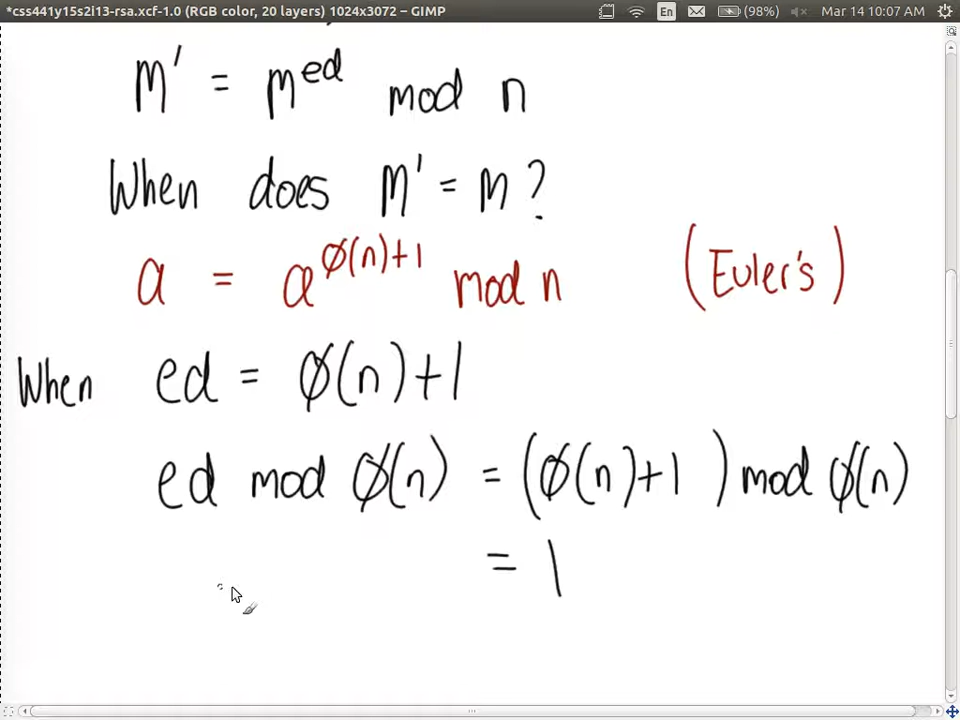 *css441y15s2i13-rsa.xcf-1.0 (RGB color, 20 layers) 1024x3072 – GIMP En (98%) Mar 14 10:07 AM
M' = M^ed mod n
When does M' = M?
a = a^ø(n)+1 mod n (Euler's)
When ed = ø(n)+1
ed mod ø(n) = (ø(n)+1) mod ø(n)
= 1